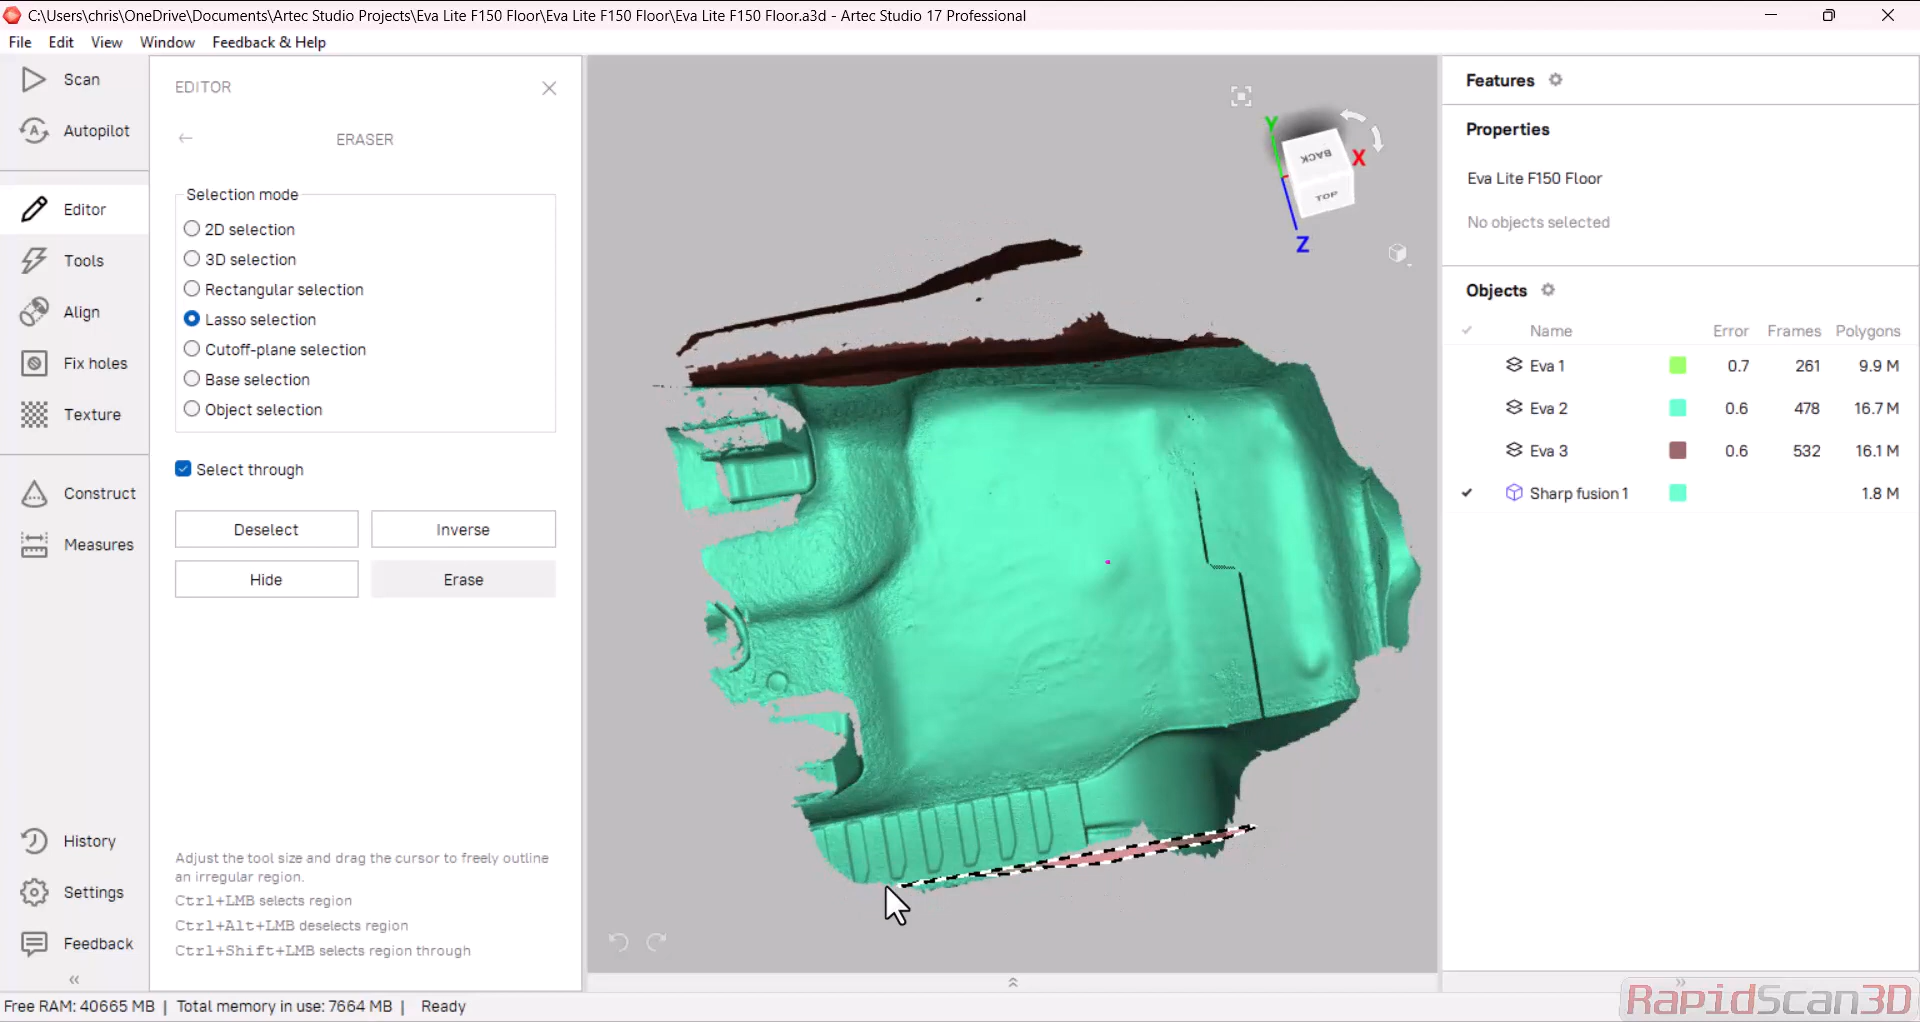 C:\Users\chris\OneDrive\Documents\Artec Studio Projects\Eva Lite F150 Floor\Eva Lite F150 Floor\Eva Lite F150 Floor.a3d - Artec Studio 17 Professional
File Edit View Window Feedback & Help
Scan
Autopilot
Editor
Tools
Align
Fix holes
Texture
Construct
Measures
History
Settings
Feedback
EDITOR
ERASER
Selection mode
2D selection
3D selection
Rectangular selection
Lasso selection
Cutoff-plane selection
Base selection
Object selection
Select through
Deselect Inverse
Hide Erase
Adjust the tool size and drag the cursor to freely outline
an irregular region.
Ctrl+LMB selects region
Ctrl+Alt+LMB deselects region
Ctrl+Shift+LMB selects region through
Y
BACK
X
TOP
Z
Features
Properties
Eva Lite F150 Floor
No objects selected
Objects
Name Error Frames Polygons
Eva 1 0.7 261 9.9 M
Eva 2 0.6 478 16.7 M
Eva 3 0.6 532 16.1 M
Sharp fusion 1 1.8 M
Free RAM: 40665 MB | Total memory in use: 7664 MB | Ready
RapidScan3D